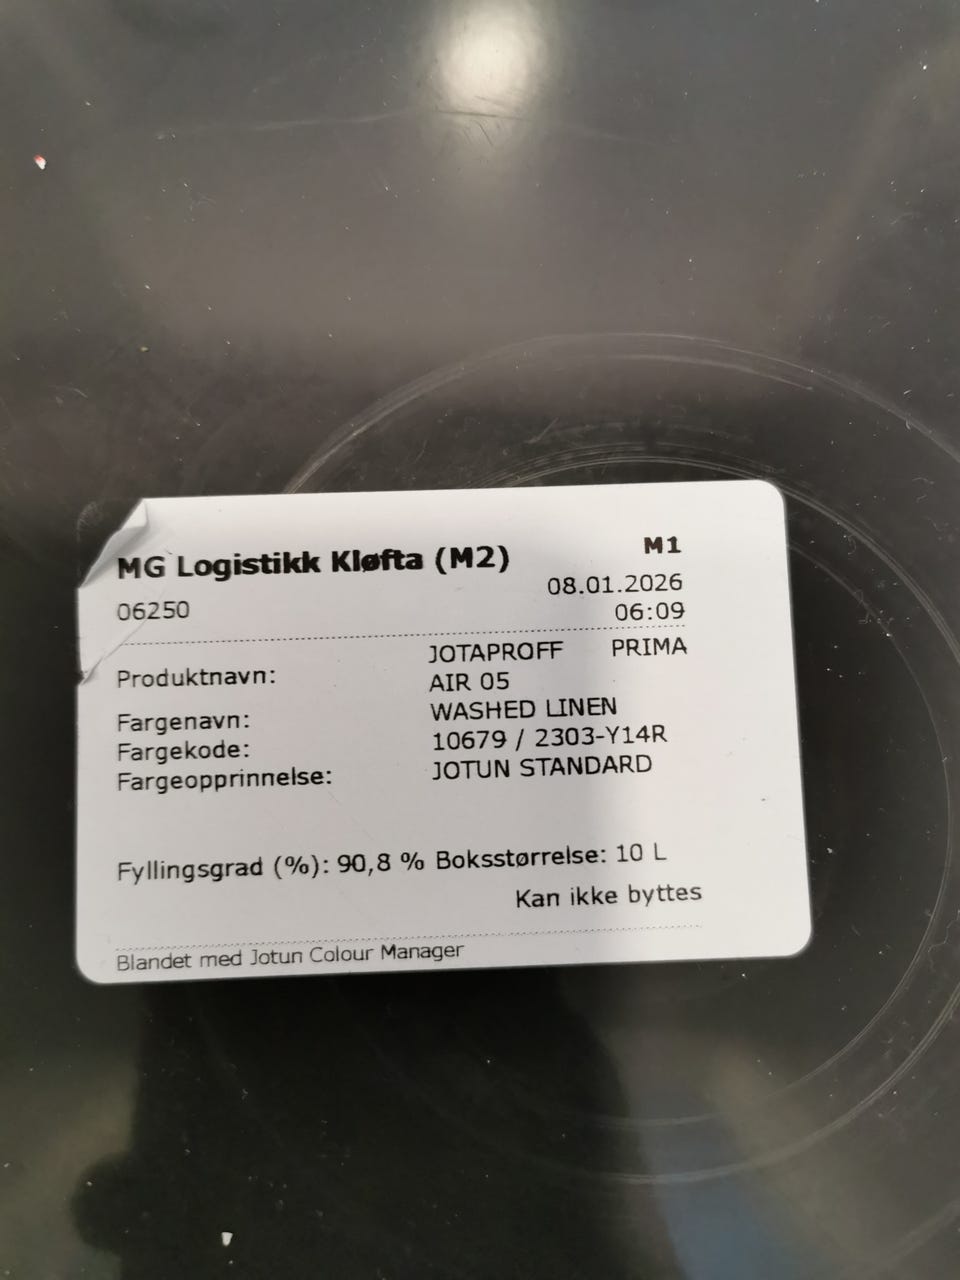 MG Logistikk Kløfta (M2) M1
08.01.2026
06250 06:09
Produktnavn: JOTAPROFF PRIMA
AIR 05
Fargenavn: WASHED LINEN
Fargekode: 10679 / 2303-Y14R
Fargeopprinnelse: JOTUN STANDARD
Fyllingsgrad (%): 90,8 % Boksstørrelse: 10 L
Kan ikke byttes
Blandet med Jotun Colour Manager